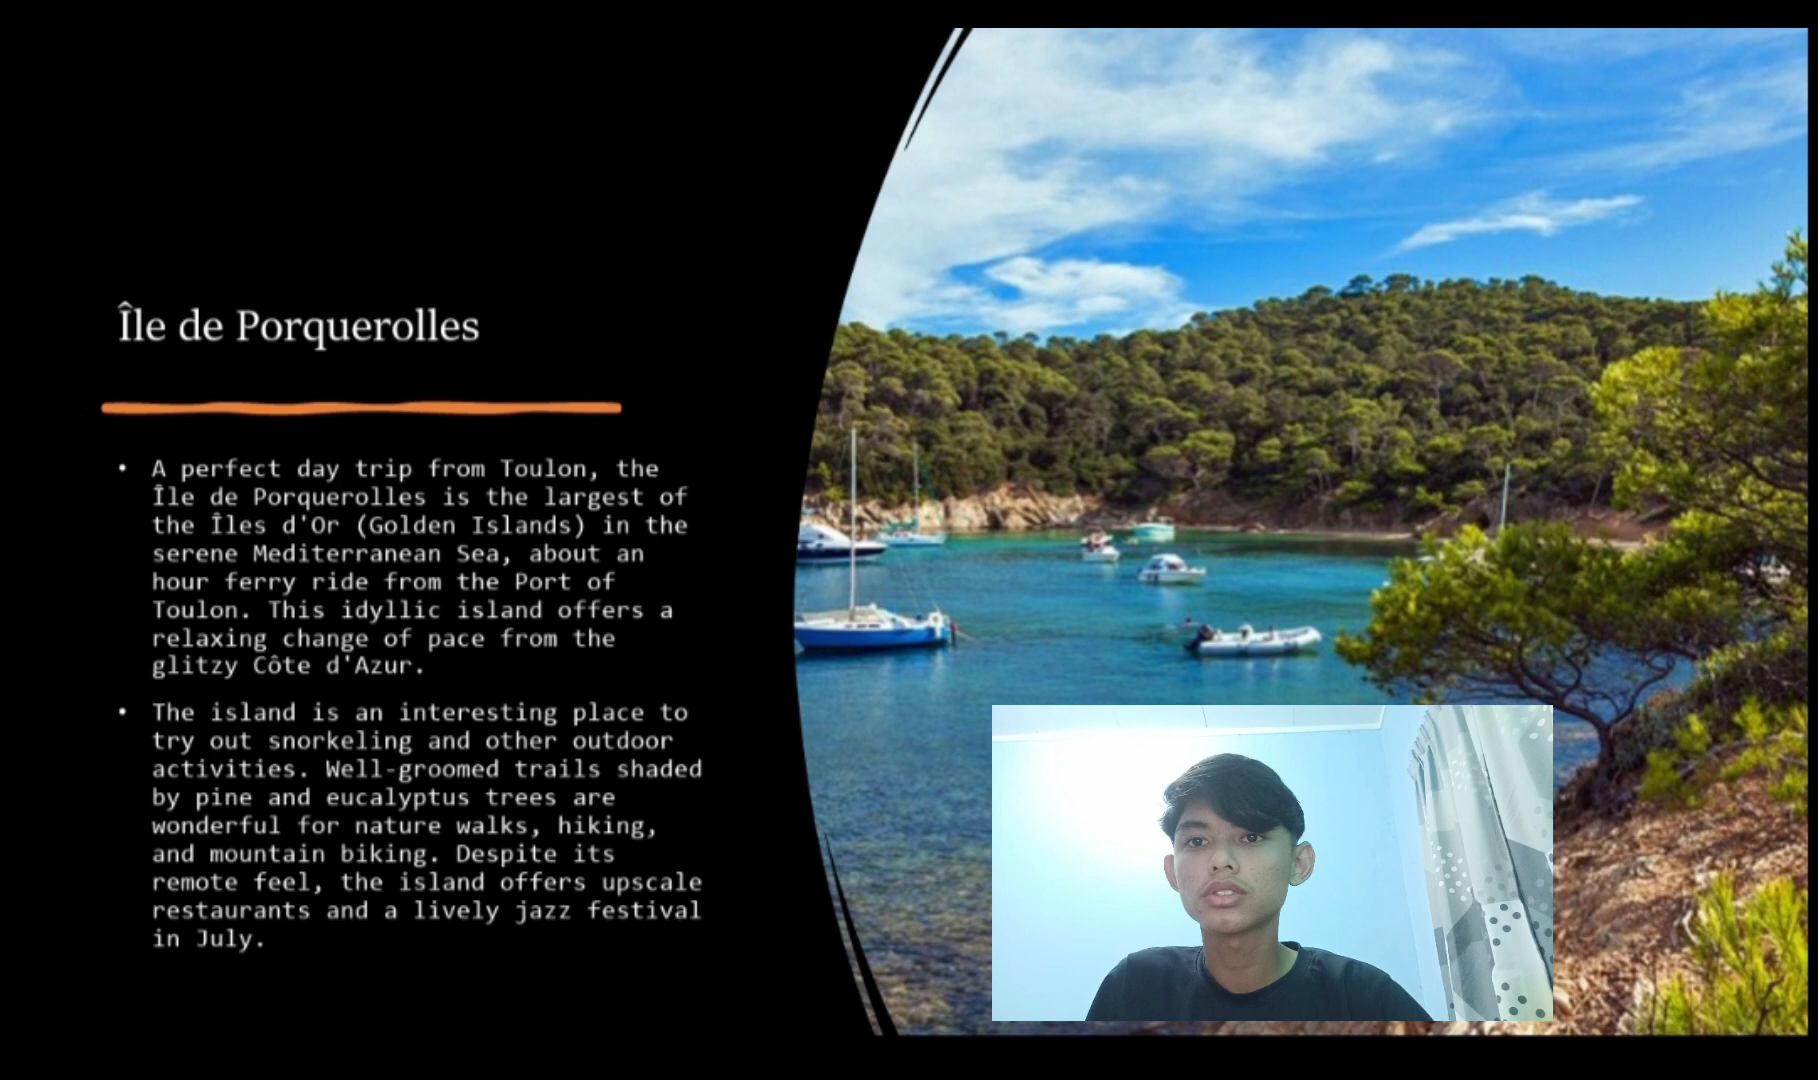 Île de Porquerolles
• A perfect day trip from Toulon, the
Île de Porquerolles is the largest of
the Îles d'Or (Golden Islands) in the
serene Mediterranean Sea, about an
hour ferry ride from the Port of
Toulon. This idyllic island offers a
relaxing change of pace from the
glitzy Côte d'Azur.
• The island is an interesting place to
try out snorkeling and other outdoor
activities. Well-groomed trails shaded
by pine and eucalyptus trees are
wonderful for nature walks, hiking,
and mountain biking. Despite its
remote feel, the island offers upscale
restaurants and a lively jazz festival
in July.